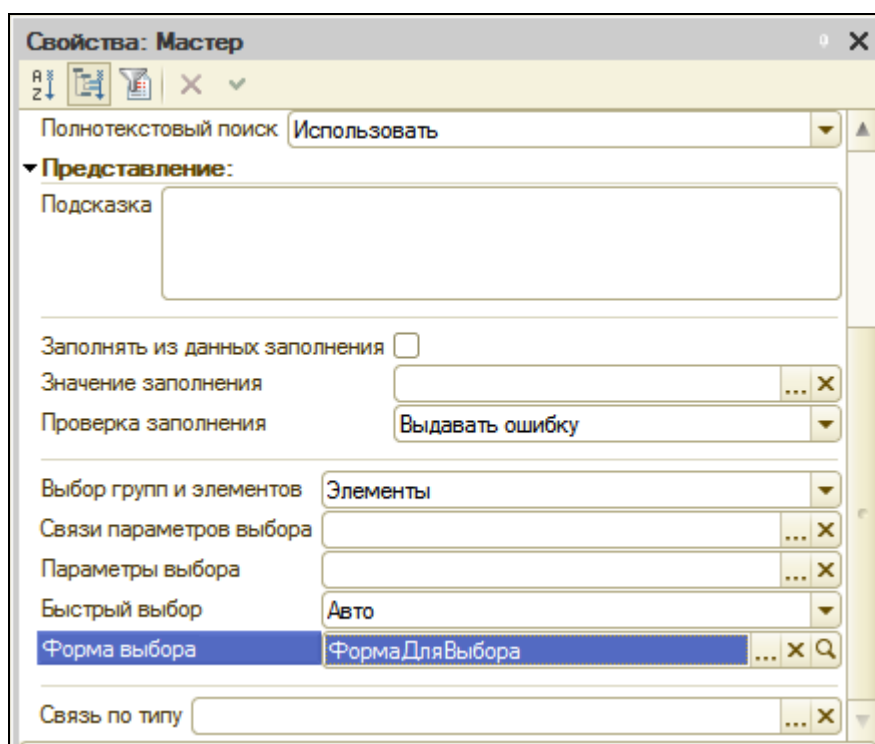 Свойства: Мастер
Полнотекстовый поиск Использовать
Представление:
Подсказка
Заполнять из данных заполнения
Значение заполнения ...
Проверка заполнения Выдавать ошибку
Выбор групп и элементов Элементы
Связи параметров выбора ...
Параметры выбора ...
Быстрый выбор Авто
Форма выбора ФормаДляВыбора ...
Связь по типу ...